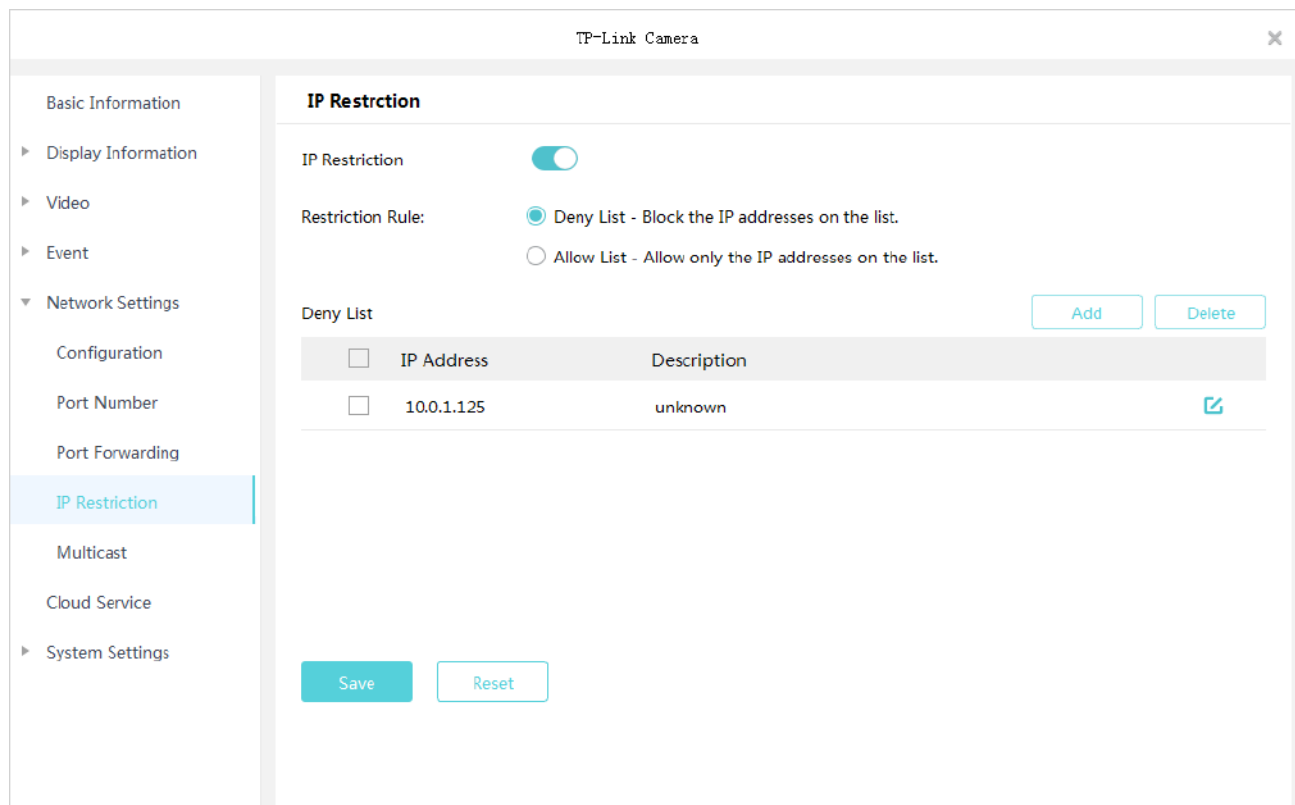 TP-Link Camera
Basic Information
Display Information
Video
Event
Network Settings
Configuration
Port Number
Port Forwarding
IP Restriction
Multicast
Cloud Service
System Settings
IP Restrction
IP Restriction
Restriction Rule:
Deny List - Block the IP addresses on the list.
Allow List - Allow only the IP addresses on the list.
Deny List
Add
Delete
IP Address
Description
10.0.1.125
unknown
Save
Reset